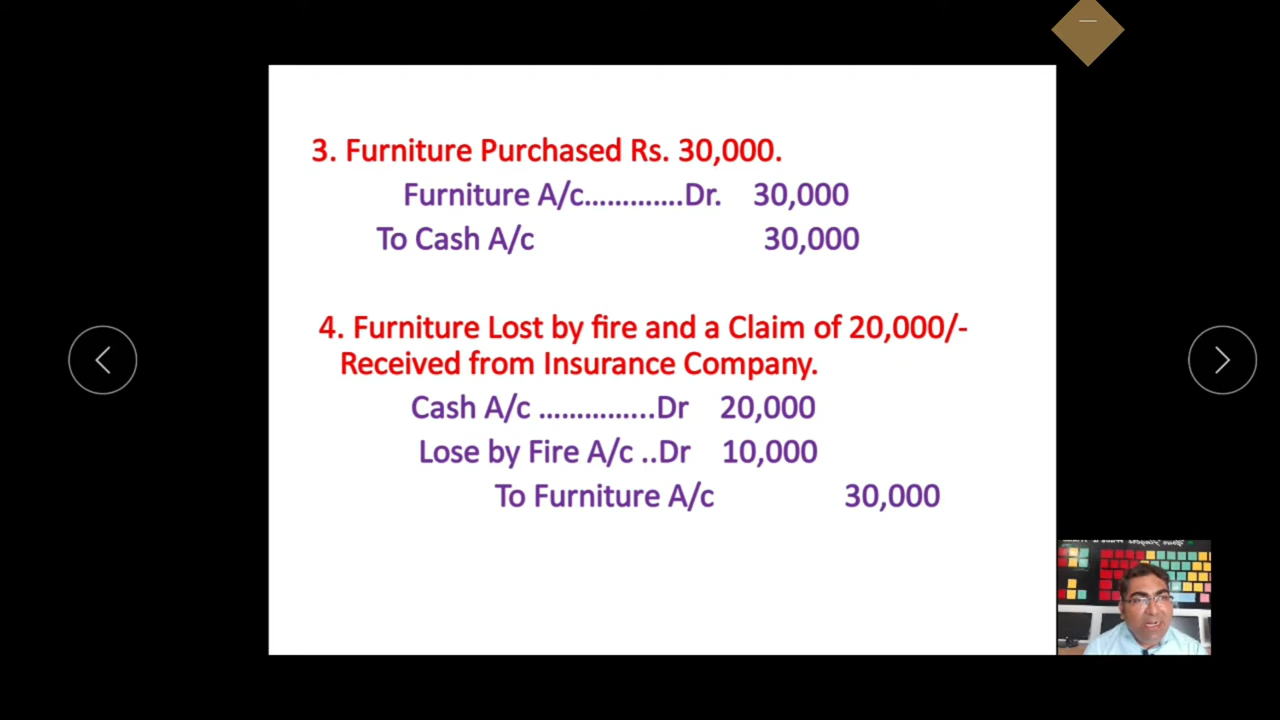 3. Furniture Purchased Rs. 30,000.
Furniture A/c.............Dr. 30,000
To Cash A/c 30,000
4. Furniture Lost by fire and a Claim of 20,000/-
Received from Insurance Company.
Cash A/c ...............Dr 20,000
Lose by Fire A/c ..Dr 10,000
To Furniture A/c 30,000